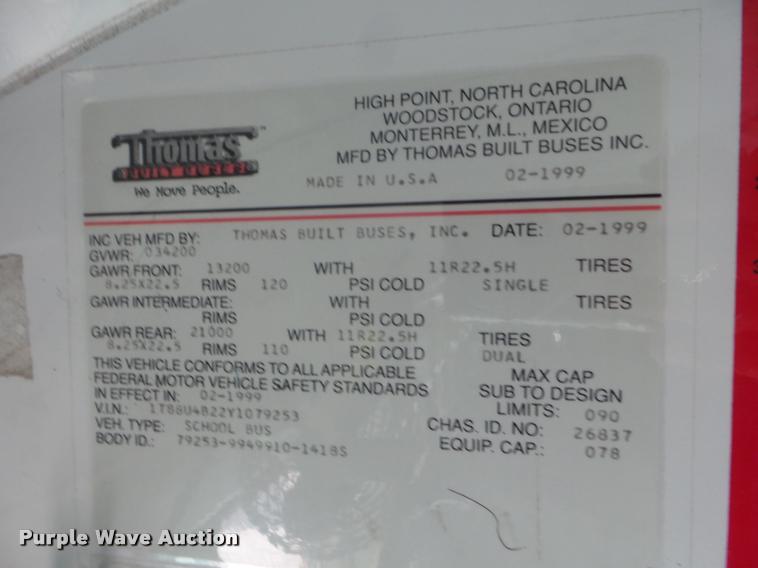 Thomas
BUILT BUSES
We Move People.
HIGH POINT, NORTH CAROLINA
WOODSTOCK, ONTARIO
MONTERREY, M.L., MEXICO
MFD BY THOMAS BUILT BUSES INC.
MADE IN U.S.A 02-1999
INC VEH MFD BY: THOMAS BUILT BUSES, INC. DATE: 02-1999
GVWR: 034200
GAWR FRONT: 13200 WITH 11R22.5H TIRES
8.25X22.5 RIMS 120 PSI COLD SINGLE
GAWR INTERMEDIATE: WITH TIRES
RIMS PSI COLD
GAWR REAR: 21000 WITH 11R22.5H TIRES
8.25X22.5 RIMS 110 PSI COLD DUAL
THIS VEHICLE CONFORMS TO ALL APPLICABLE
FEDERAL MOTOR VEHICLE SAFETY STANDARDS
IN EFFECT IN: 02-1999
V.I.N.: 1T88U4B22Y1079253
VEH. TYPE: SCHOOL BUS
BODY ID.: 79253-9949910-1418S
MAX CAP
SUB TO DESIGN
LIMITS: 090
CHAS. ID. NO: 26837
EQUIP. CAP.: 078
Purple Wave Auction